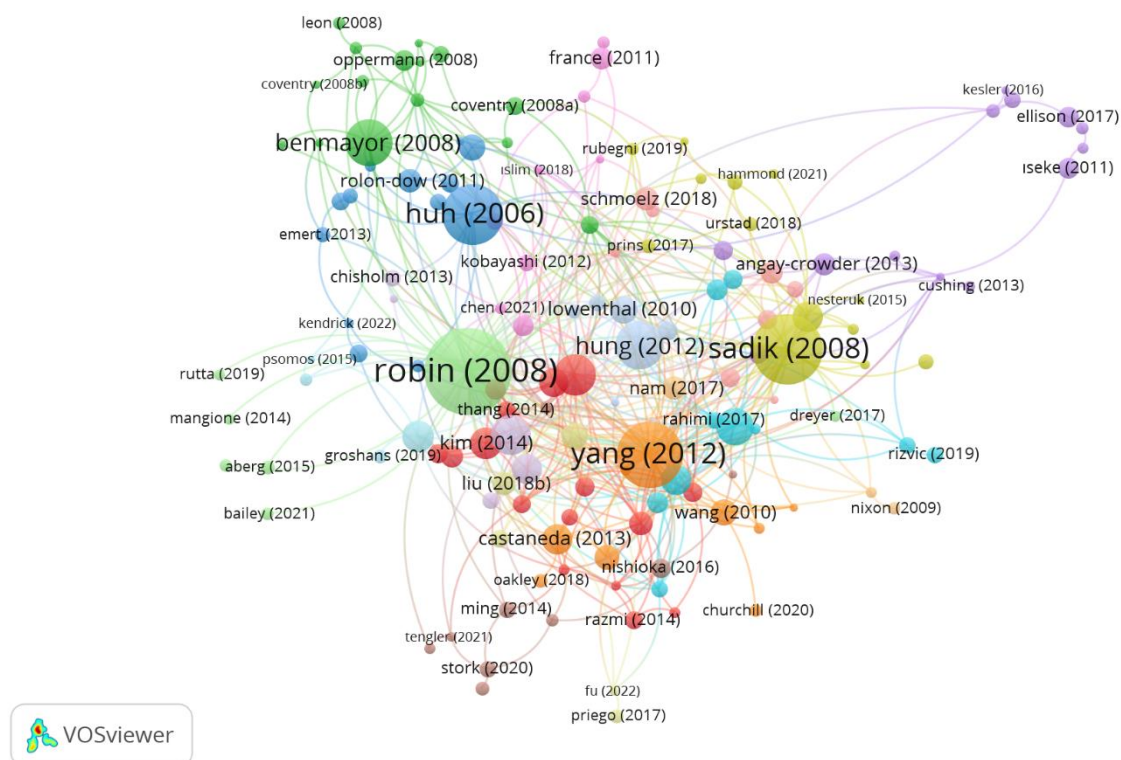 leon (2008)
oppermann (2008)
france (2011)
coventry (2008b)
kesler (2016)
coventry (2008a)
ellison (2017)
benmayor (2008)
rubegni (2019)
ıseke (2011)
ıslim (2018)
hammond (2021)
rolon-dow (2011)
schmoelz (2018)
huh (2006)
urstad (2018)
emert (2013)
prins (2017)
kobayashi (2012)
angay-crowder (2013)
chisholm (2013)
cushing (2013)
nesteruk (2015)
chen (2021)
lowenthal (2010)
kendrick (2022)
hung (2012)
sadik (2008)
psomos (2015)
robin (2008)
rutta (2019)
nam (2017)
thang (2014)
mangione (2014)
rahimi (2017)
dreyer (2017)
kim (2014)
yang (2012)
groshans (2019)
rizvic (2019)
aberg (2015)
liu (2018b)
nixon (2009)
bailey (2021)
wang (2010)
castaneda (2013)
nishioka (2016)
oakley (2018)
ming (2014)
churchill (2020)
razmi (2014)
tengler (2021)
stork (2020)
fu (2022)
priego (2017)
VOSviewer